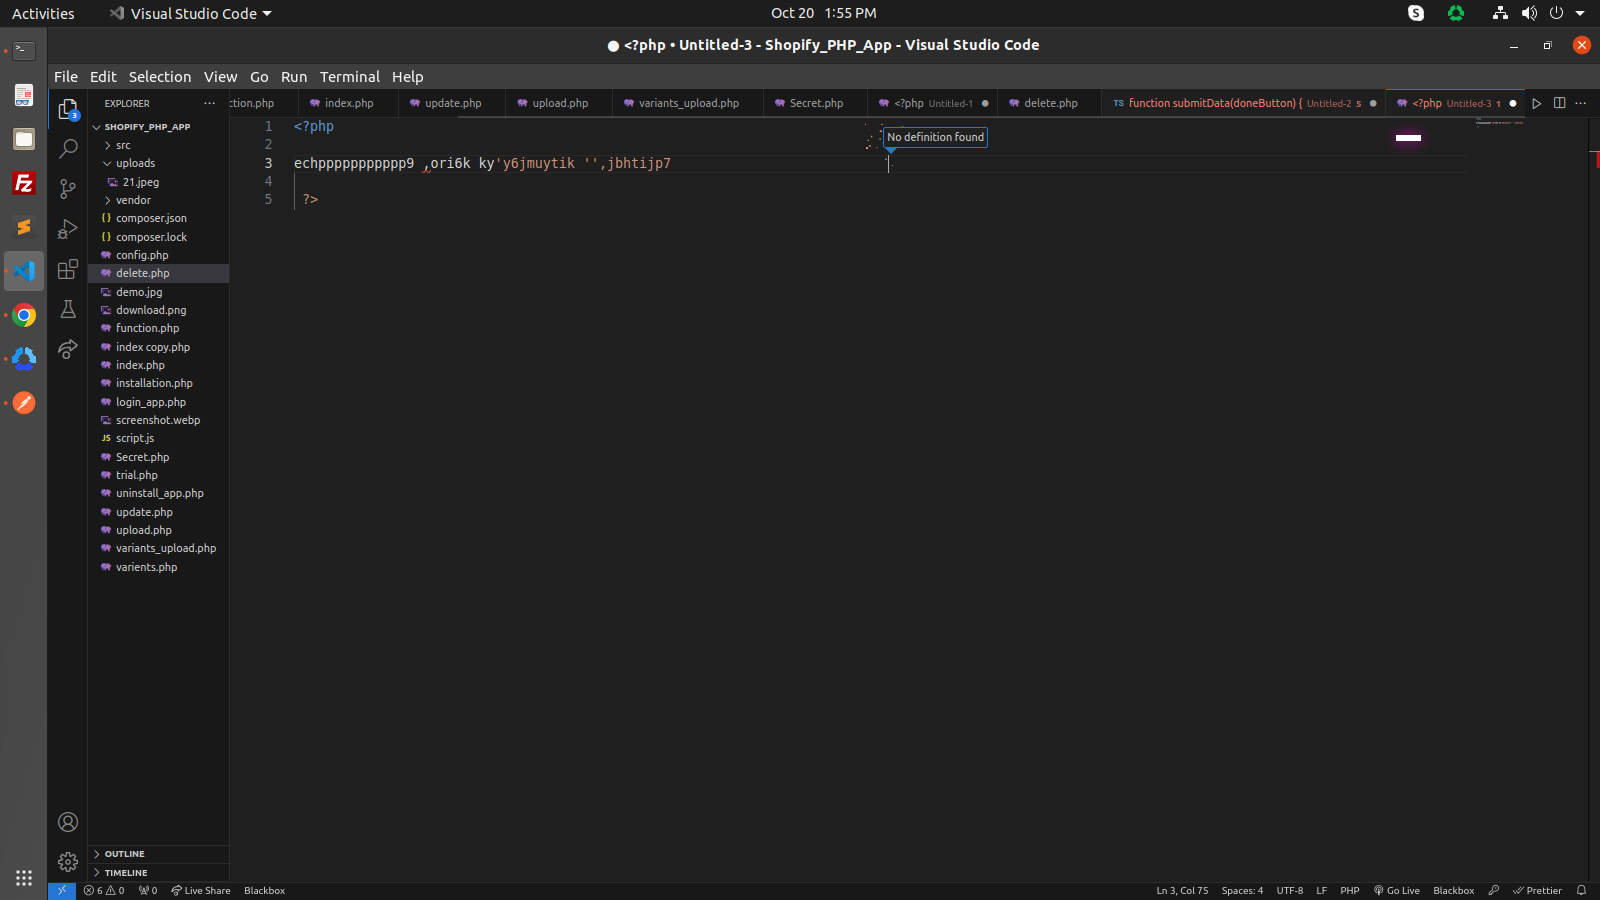 Activities
Visual Studio Code
Oct 20 1:55 PM
● <?php • Untitled-3 - Shopify_PHP_App - Visual Studio Code
File Edit Selection View Go Run Terminal Help
EXPLORER
ction.php
index.php
update.php
upload.php
variants_upload.php
Secret.php
<?php Untitled-1
delete.php
TS function submitData(doneButton) { Untitled-2 5
<?php Untitled-3 1
3
SHOPIFY_PHP_APP
src
uploads
21.jpeg
vendor
{} composer.json
{} composer.lock
config.php
delete.php
demo.jpg
download.png
function.php
index copy.php
index.php
installation.php
login_app.php
screenshot.webp
JS script.js
Secret.php
trial.php
uninstall_app.php
update.php
upload.php
variants_upload.php
varients.php
OUTLINE
TIMELINE
1 <?php
2
No definition found
3 echppppppppppp9 ,ori6k ky'y6jmuytik '',jbhtijp7
4
5 ?>
6 0
0
Live Share
Blackbox
Ln 3, Col 75
Spaces: 4
UTF-8
LF
PHP
Go Live
Blackbox
Prettier